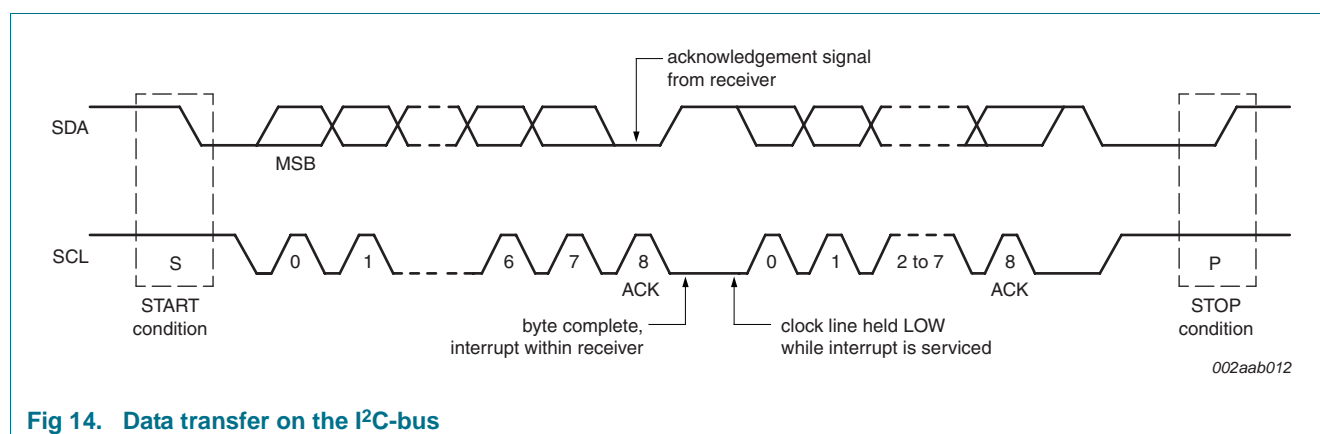 acknowledgement signal
from receiver
SDA
MSB
SCL
S
0
1
6
7
8
0
1
2 to 7
8
P
ACK
ACK
START
condition
byte complete,
interrupt within receiver
clock line held LOW
while interrupt is serviced
STOP
condition
002aab012
Fig 14. Data transfer on the I²C-bus